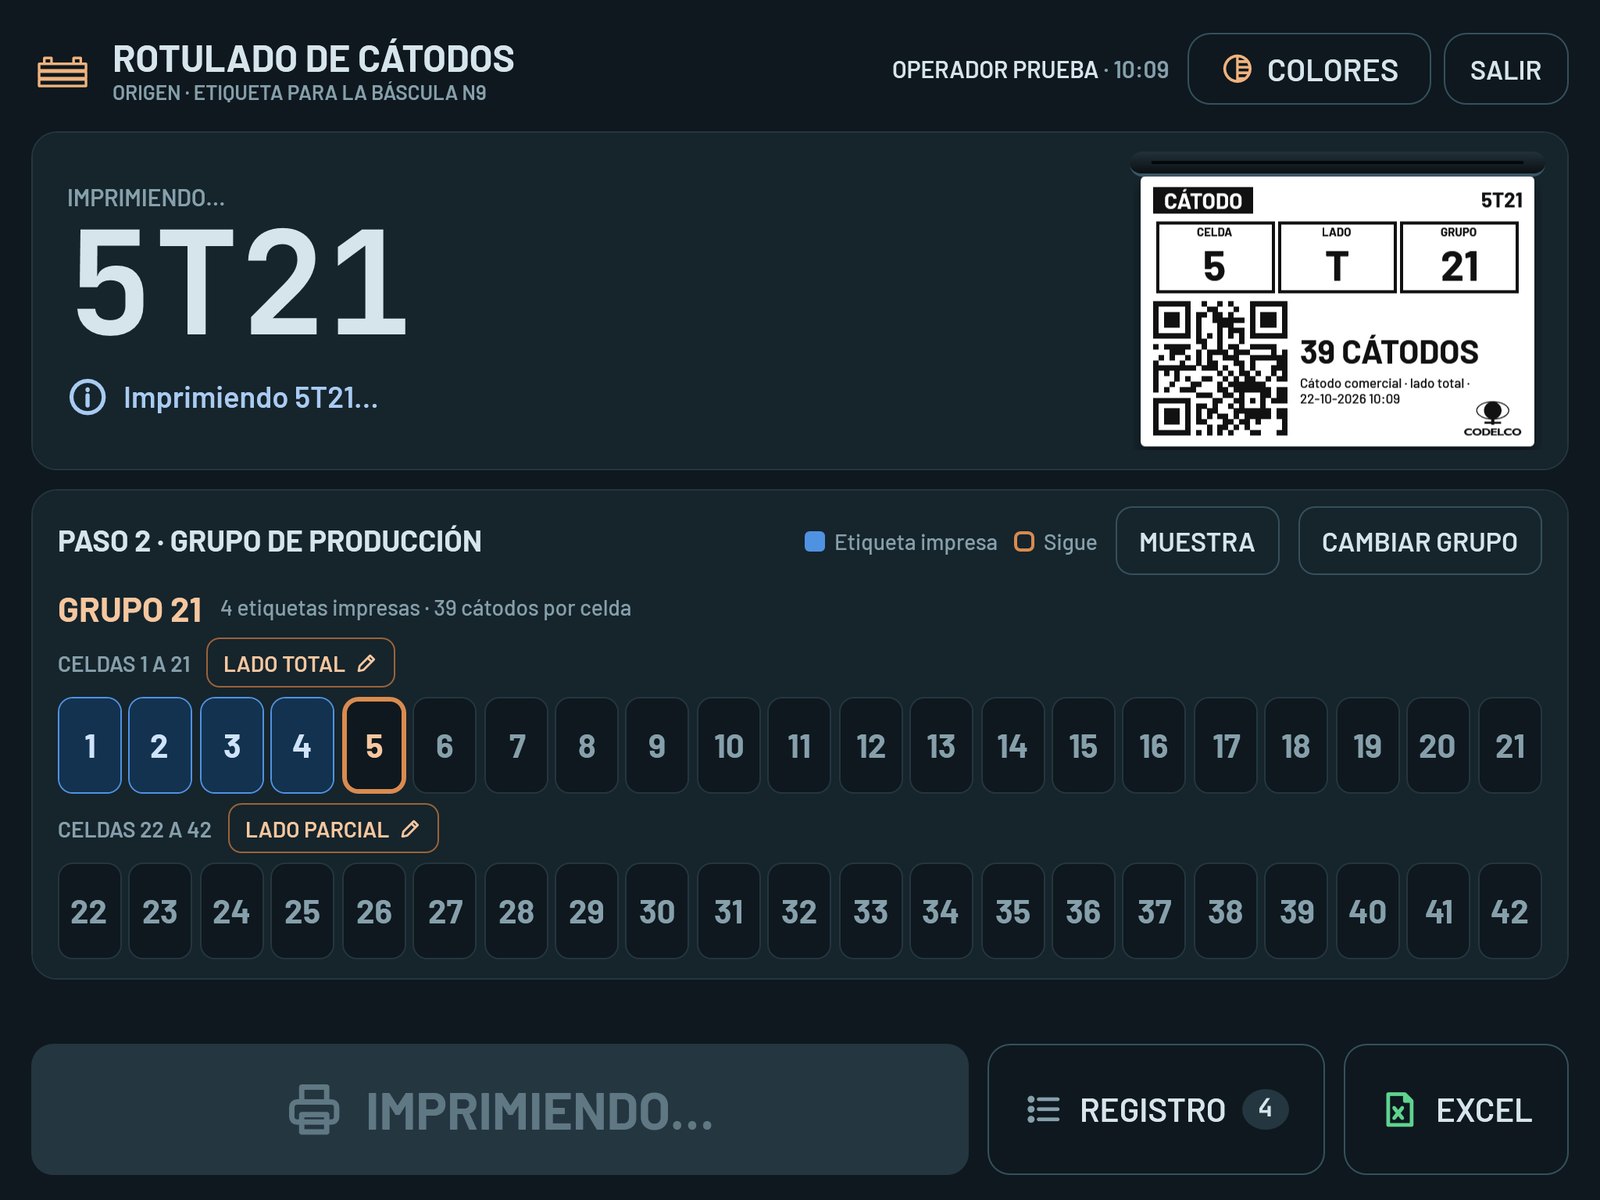 ROTULADO DE CÁTODOS
ORIGEN · ETIQUETA PARA LA BÁSCULA N9
OPERADOR PRUEBA · 10:09
COLORES
SALIR
IMPRIMIENDO...
5T21
Imprimiendo 5T21...
CÁTODO
5T21
CELDA
5
LADO
T
GRUPO
21
39 CÁTODOS
Cátodo comercial · lado total ·
22-10-2026 10:09
CODELCO
PASO 2 · GRUPO DE PRODUCCIÓN
Etiqueta impresa
Sigue
MUESTRA
CAMBIAR GRUPO
GRUPO 21
4 etiquetas impresas · 39 cátodos por celda
CELDAS 1 A 21
LADO TOTAL
1 2 3 4 5 6 7 8 9 10 11 12 13 14 15 16 17 18 19 20 21
CELDAS 22 A 42
LADO PARCIAL
22 23 24 25 26 27 28 29 30 31 32 33 34 35 36 37 38 39 40 41 42
IMPRIMIENDO...
REGISTRO 4
EXCEL